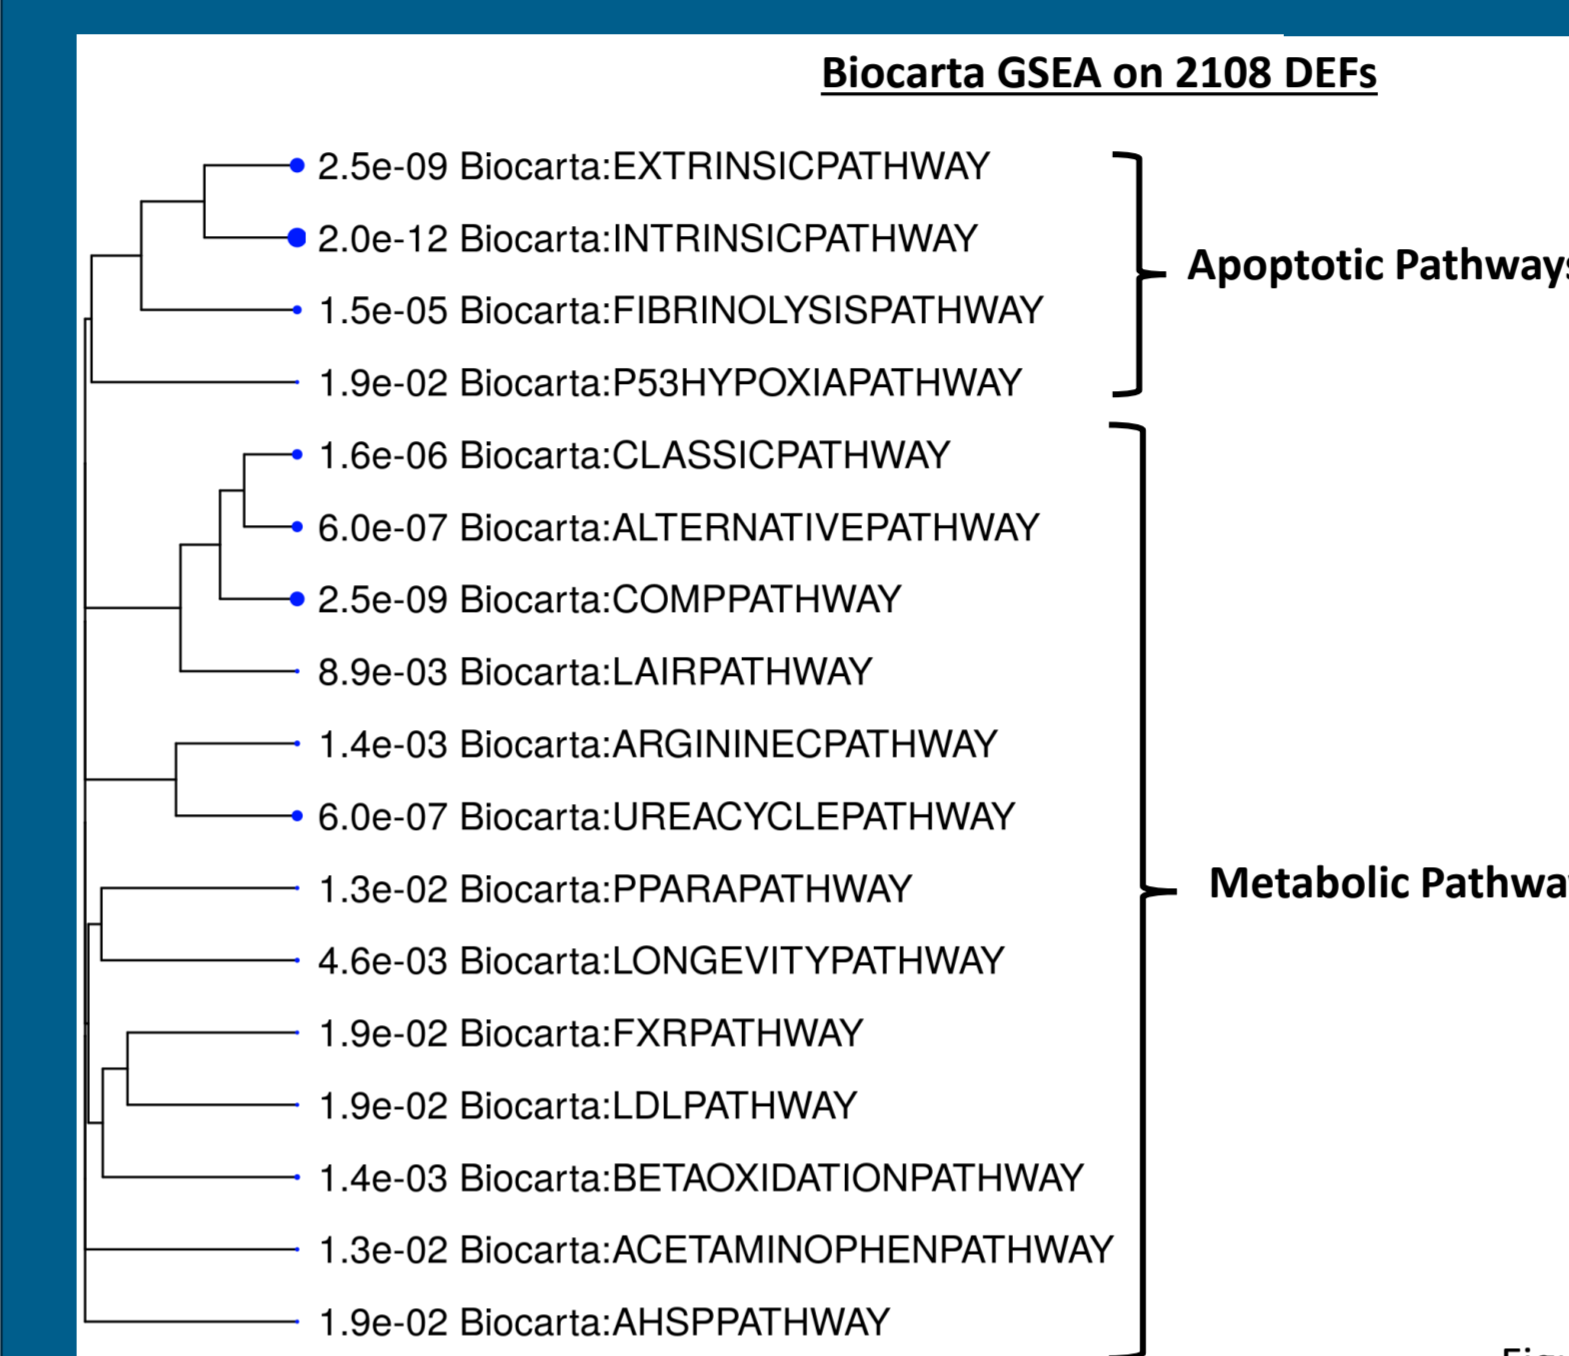 Biocarta GSEA on 2108 DEFs
2.5e-09 Biocarta:EXTRINSICPATHWAY
2.0e-12 Biocarta:INTRINSICPATHWAY
1.5e-05 Biocarta:FIBRINOLYSISPATHWAY
1.9e-02 Biocarta:P53HYPOXIAPATHWAY
Apoptotic Pathways
1.6e-06 Biocarta:CLASSICPATHWAY
6.0e-07 Biocarta:ALTERNATIVEPATHWAY
2.5e-09 Biocarta:COMPPATHWAY
8.9e-03 Biocarta:LAIRPATHWAY
1.4e-03 Biocarta:ARGININECPATHWAY
6.0e-07 Biocarta:UREACYCLEPATHWAY
1.3e-02 Biocarta:PPARAPATHWAY
4.6e-03 Biocarta:LONGEVITYPATHWAY
1.9e-02 Biocarta:FXRPATHWAY
1.9e-02 Biocarta:LDLPATHWAY
1.4e-03 Biocarta:BETAOXIDATIONPATHWAY
1.3e-02 Biocarta:ACETAMINOPHENPATHWAY
1.9e-02 Biocarta:AHSPPATHWAY
Metabolic